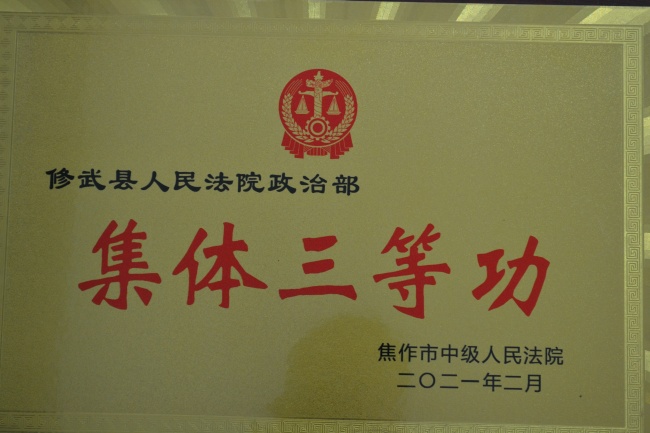 修武县人民法院政治部
集体三等功
焦作市中级人民法院
二〇二一年二月